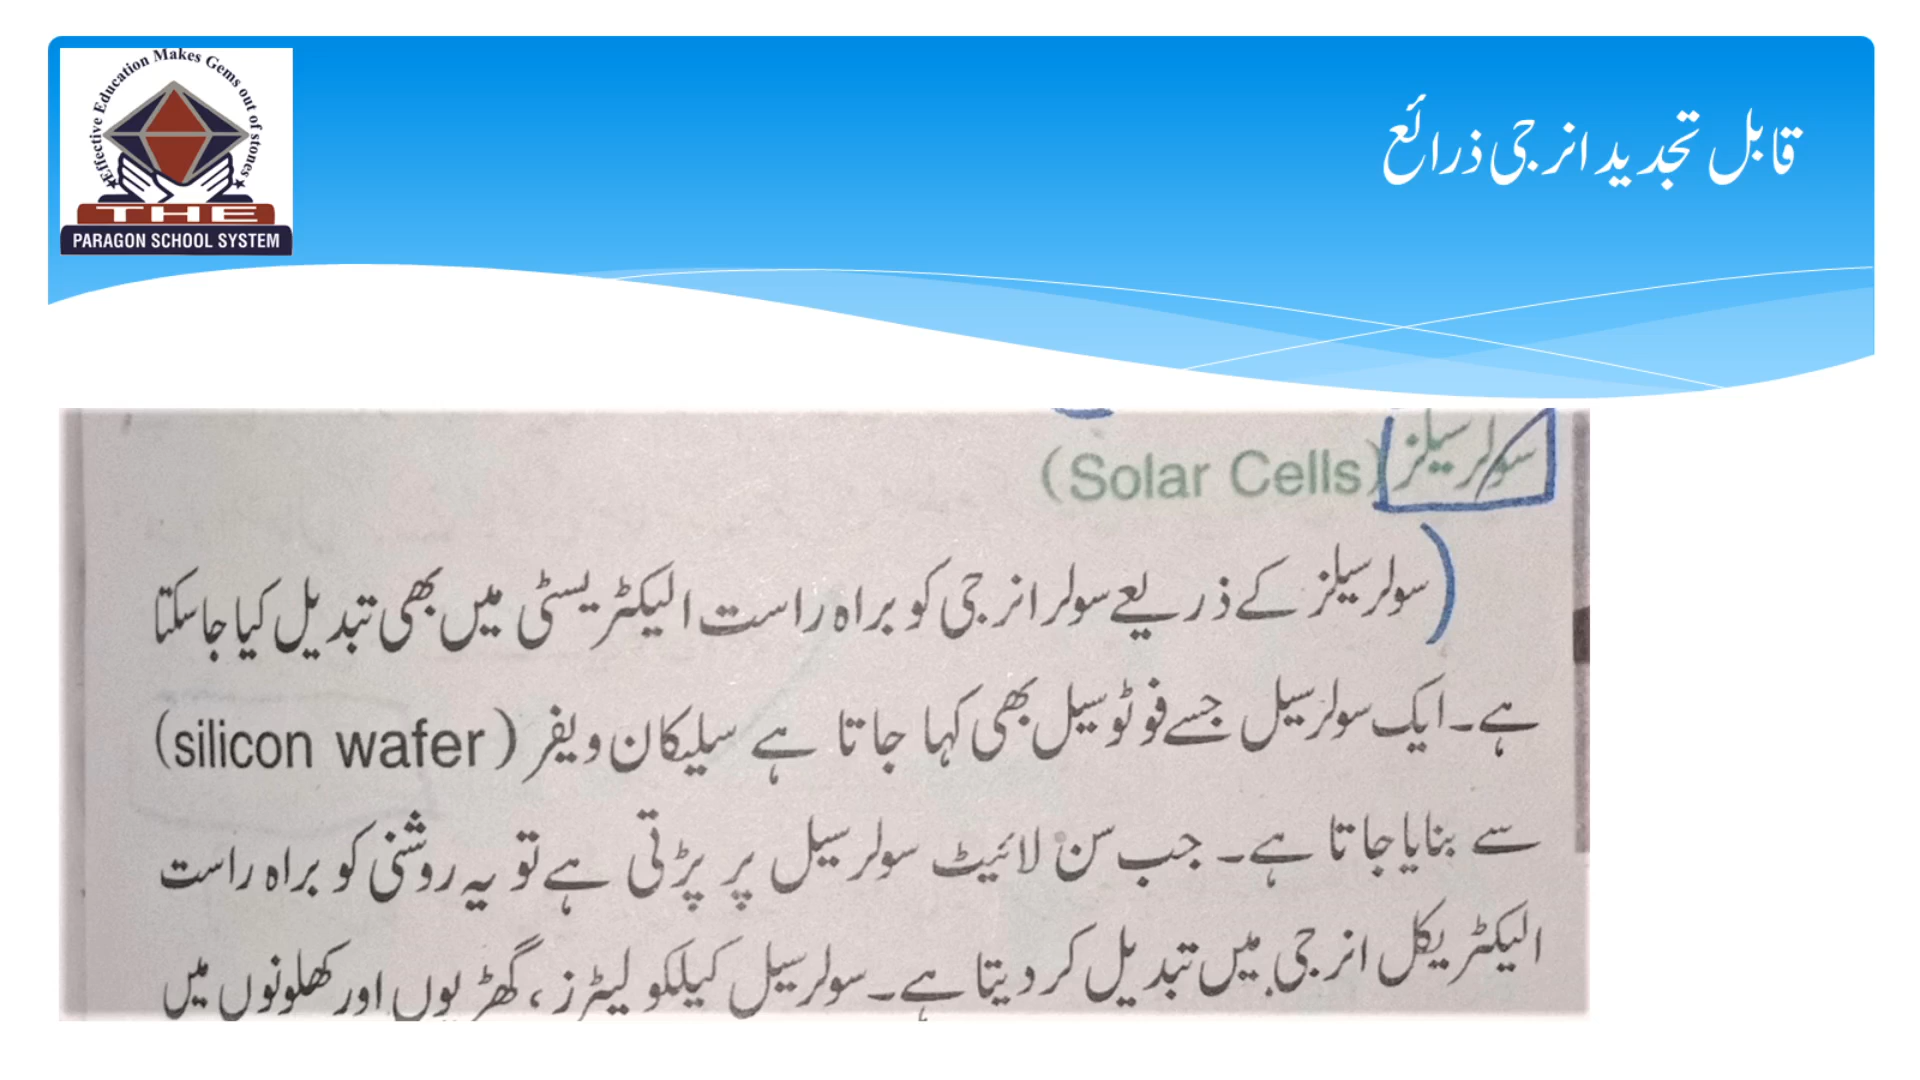 Effective Education Makes Gems out of stones
THE
PARAGON SCHOOL SYSTEM
قابل تجدید انرجی ذرائع
سولر سیلز (Solar Cells)
سولر سیلز کے ذریعے سولر انرجی کو براہ راست الیکٹریسٹی میں بھی تبدیل کیا جا سکتا
ہے۔ ایک سولر سیل جسے فوٹو سیل بھی کہا جاتا ہے سلیکان ویفر (silicon wafer)
سے بنایا جاتا ہے۔ جب سن لائیٹ سولر سیل پر پڑتی ہے تو یہ روشنی کو براہ راست
الیکٹریکل انرجی میں تبدیل کر دیتا ہے۔ سولر سیل کیلکولیٹرز، گھڑیوں اور کھلونوں میں